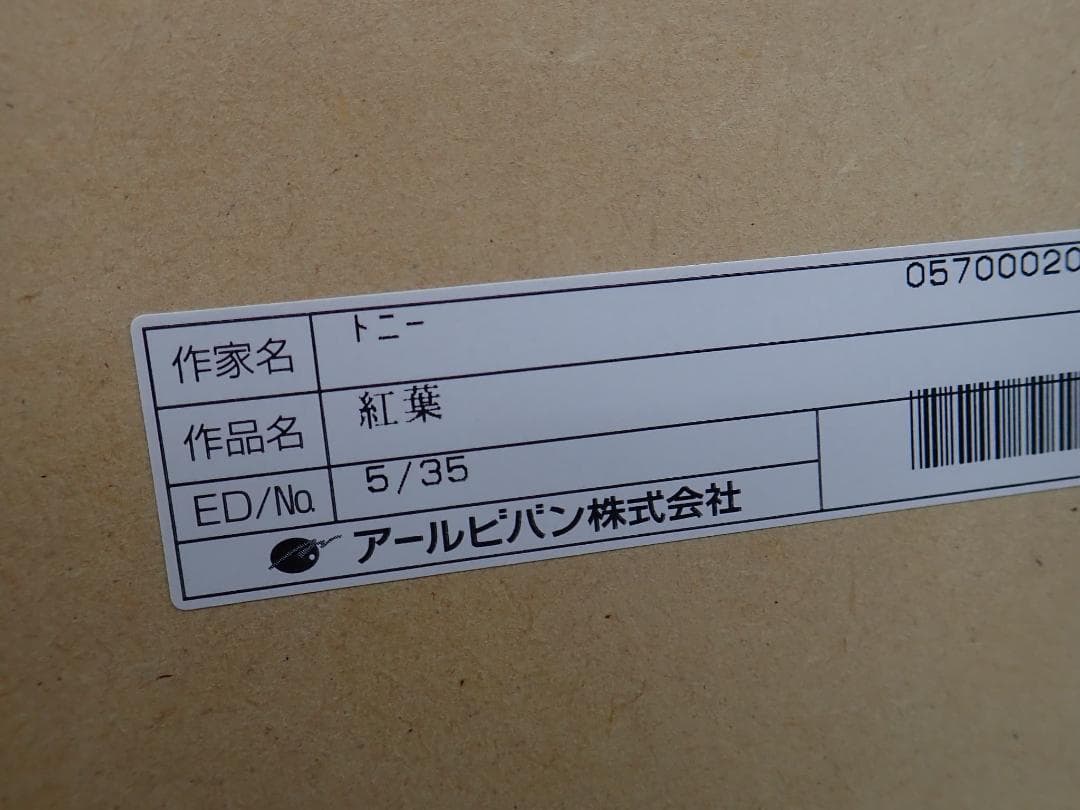 05700020
作家名 トニー
作品名 紅葉
ED/No. 5/35
アールビバン株式会社